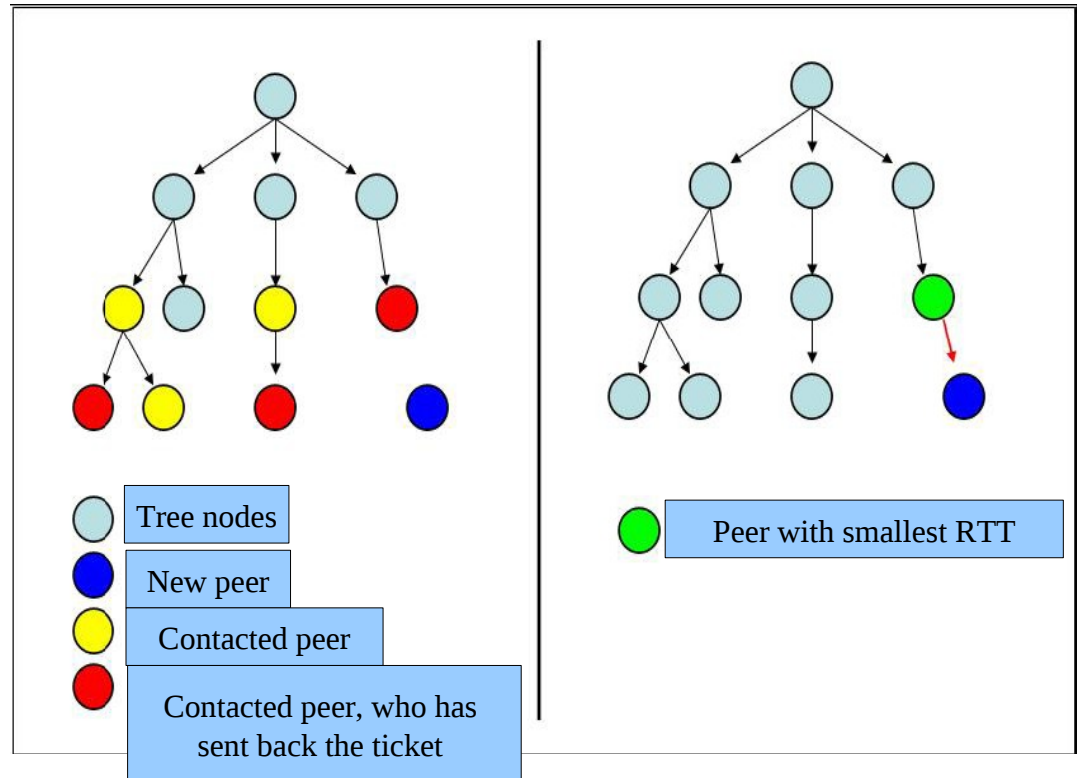 Tree nodes
New peer
Contacted peer
Contacted peer, who has
sent back the ticket
Peer with smallest RTT